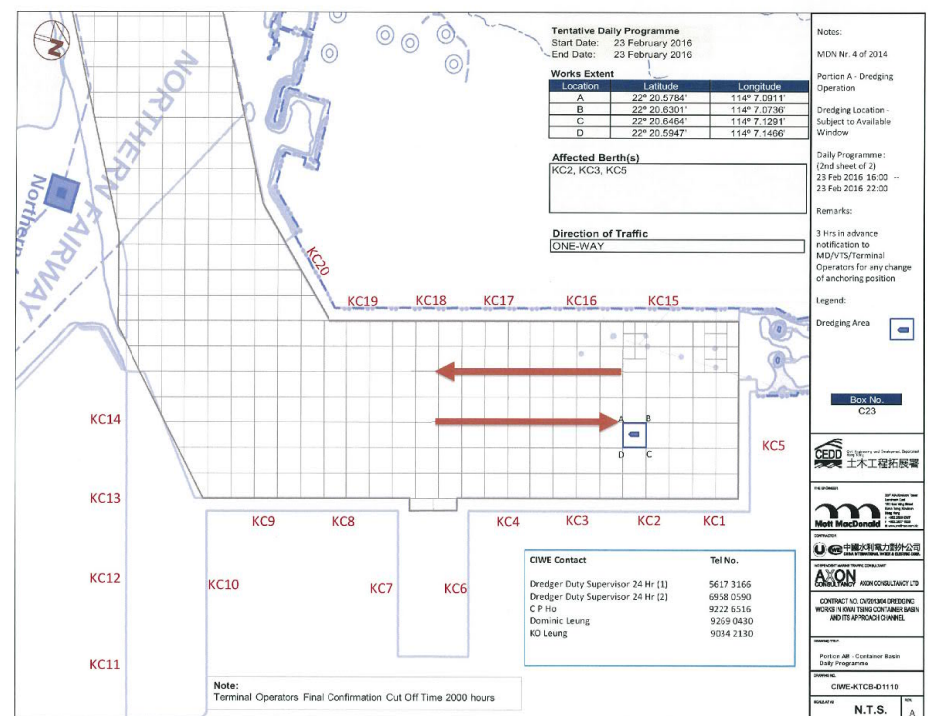 N
NORTHERN FAIRWAY
Northern
Tentative Daily Programme
Start Date: 23 February 2016
End Date: 23 February 2016
Works Extent
Location Latitude Longitude
A 22° 20.5784' 114° 7.0911'
B 22° 20.6301' 114° 7.0736'
C 22° 20.6464' 114° 7.1291'
D 22° 20.5947' 114° 7.1466'
Affected Berth(s)
KC2, KC3, KC5
Direction of Traffic
ONE-WAY
KC20
KC19 KC18 KC17 KC16 KC15
A B
D C
KC14
KC5
KC13
KC9 KC8 KC4 KC3 KC2 KC1
KC12
KC10 KC7 KC6
KC11
CIWE Contact Tel No.
Dredger Duty Supervisor 24 Hr (1) 5617 3166
Dredger Duty Supervisor 24 Hr (2) 6958 0590
C P Ho 9222 6516
Dominic Leung 9269 0430
KO Leung 9034 2130
Note:
Terminal Operators Final Confirmation Cut Off Time 2000 hours
Notes:
MDN Nr. 4 of 2014
Portion A - Dredging
Operation
Dredging Location -
Subject to Available
Window
Daily Programme:
(2nd sheet of 2)
23 Feb 2016 16:00 --
23 Feb 2016 22:00
Remarks:
3 Hrs in advance
notification to
MD/VTS/Terminal
Operators for any change
of anchoring position
Legend:
Dredging Area
Box No.
C23
CEDD
土木工程拓展署
Mott MacDonald
CONTRACTOR
中國水利電力對外公司
AXON
CONSULTANCY AXON CONSULTANCY LTD
CONTRACT NO. CV/2013/04 DREDGING
WORKS IN KWAI TSING CONTAINER BASIN
AND ITS APPROACH CHANNEL
Portion AB - Container Basin
Daily Programme
CIWE-KTCB-D1110
N.T.S. A